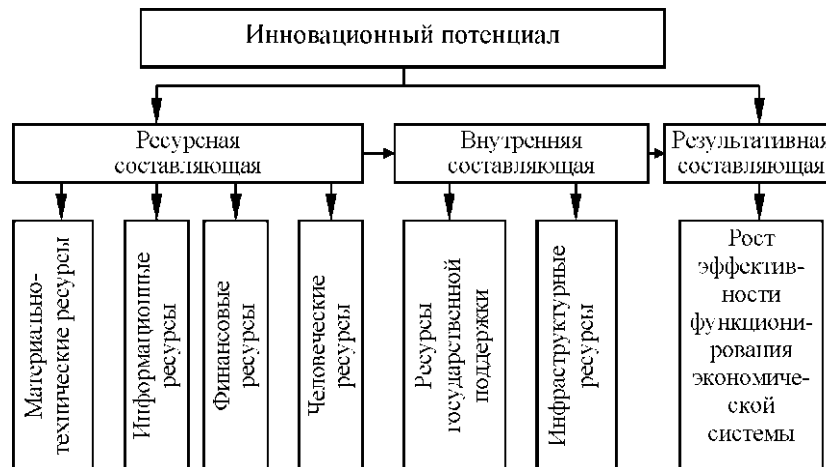 Инновационный потенциал
Ресурсная
составляющая
Внутренняя
составляющая
Результативная
составляющая
Материально-
технические ресурсы
Информационные
ресурсы
Финансовые
ресурсы
Человеческие
ресурсы
Ресурсы
государственной
поддержки
Инфраструктурные
ресурсы
Рост
эффектив-
ности
функциони-
рования
экономиче-
ской
системы